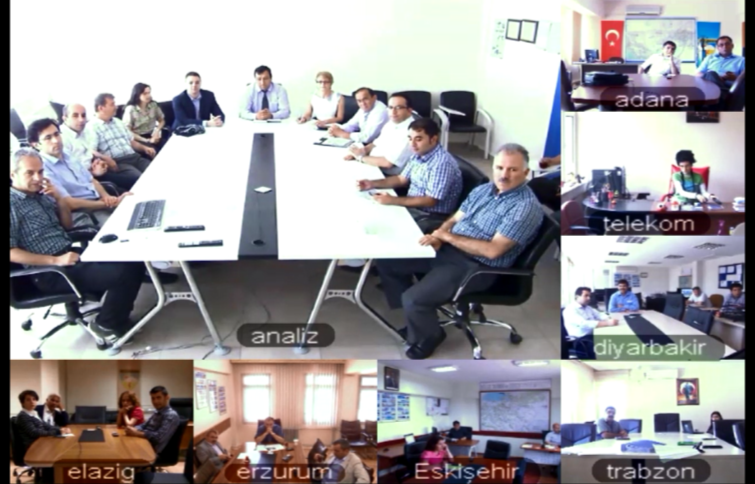 adana
telekom
analiz
diyarbakir
elazig
erzurum
Eskişehir
trabzon